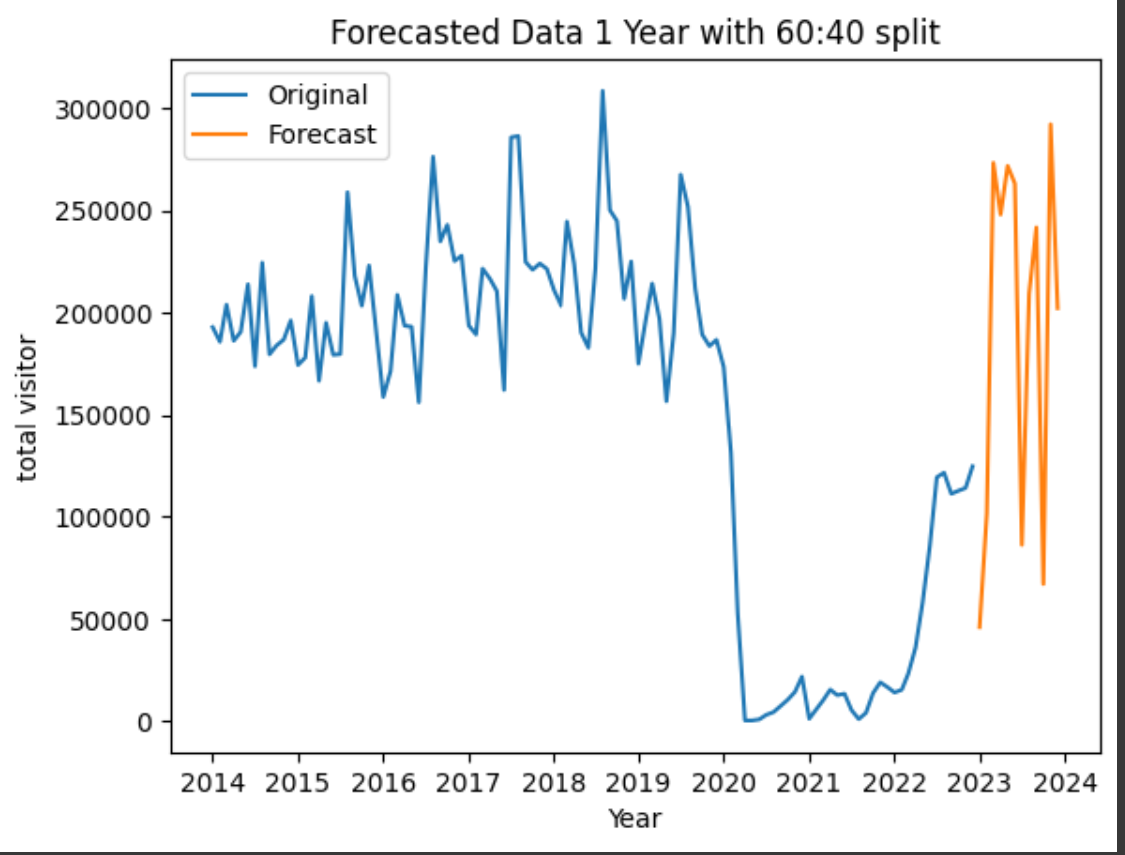 Forecasted Data 1 Year with 60:40 split
Original
Forecast
300000
250000
200000
150000
100000
50000
0
total visitor
2014 2015 2016 2017 2018 2019 2020 2021 2022 2023 2024
Year